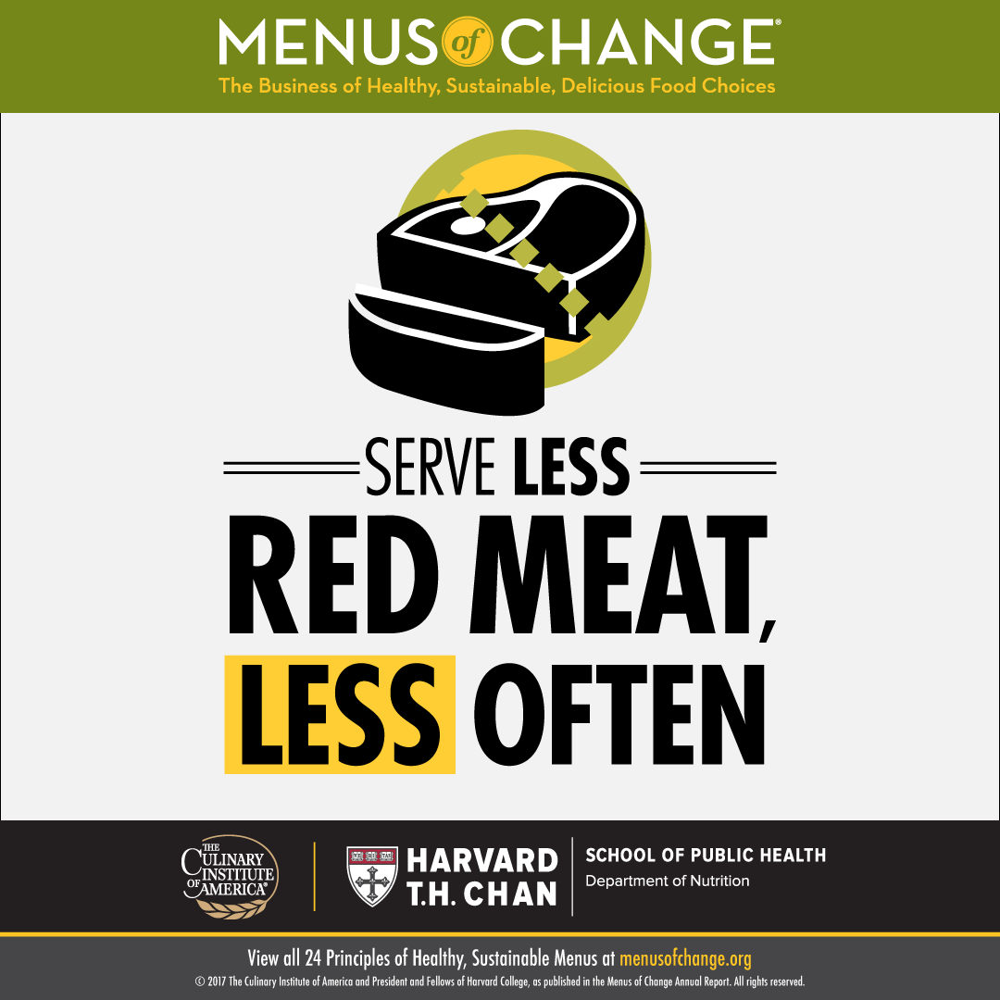 MENUS of CHANGE®
The Business of Healthy, Sustainable, Delicious Food Choices
SERVE LESS
RED MEAT,
LESS OFTEN
THE
CULINARY
INSTITUTE
OF AMERICA®
HARVARD
T.H. CHAN
SCHOOL OF PUBLIC HEALTH
Department of Nutrition
View all 24 Principles of Healthy, Sustainable Menus at menusofchange.org
© 2017 The Culinary Institute of America and President and Fellows of Harvard College, as published in the Menus of Change Annual Report. All rights reserved.